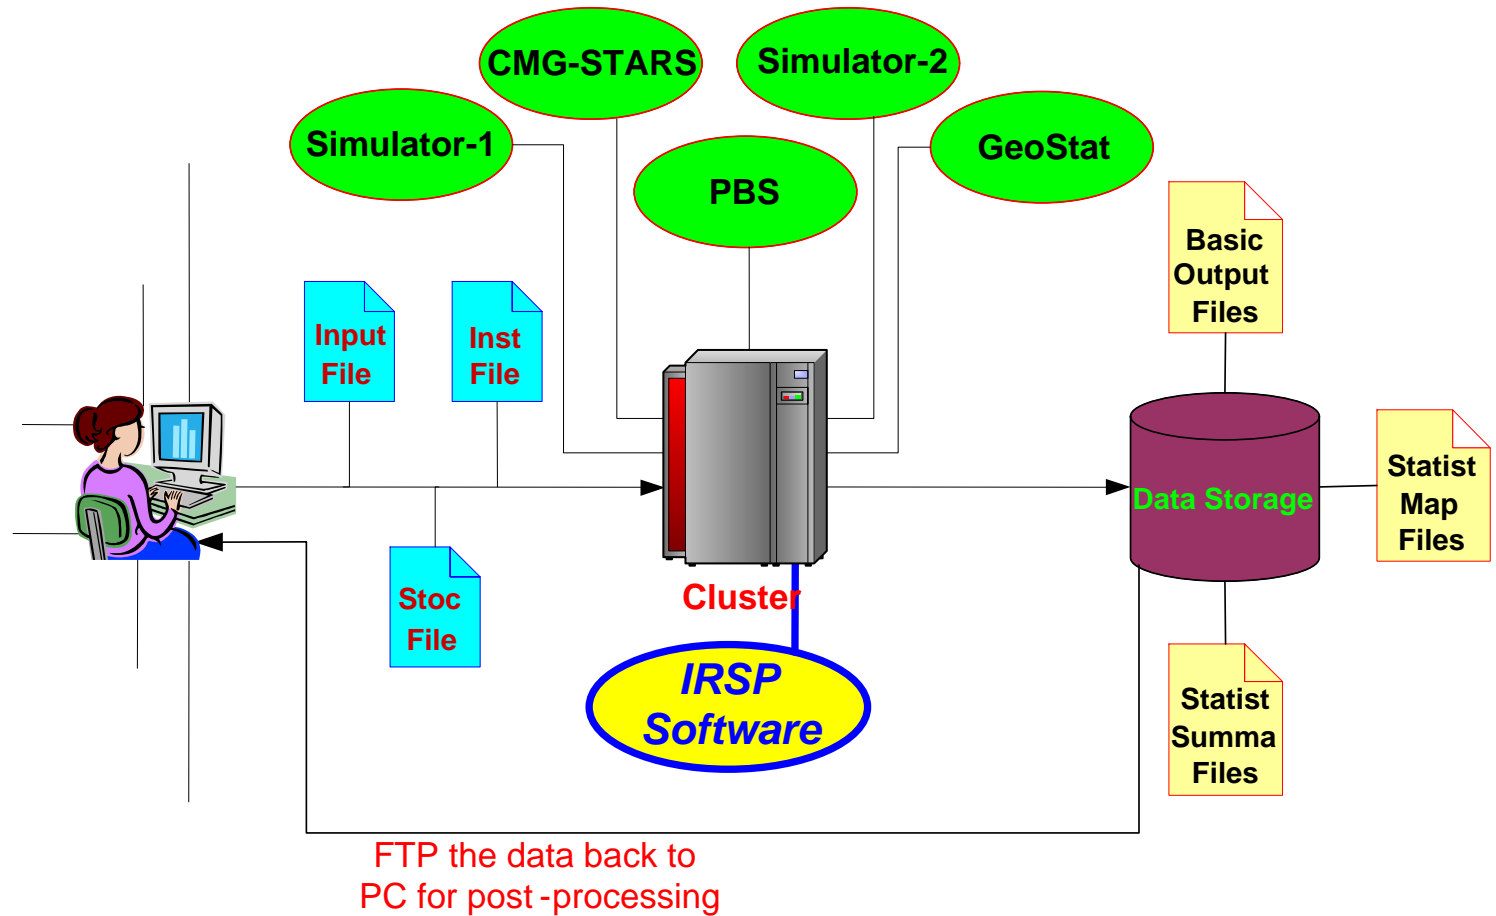 CMG-STARS
Simulator-2
Simulator-1
GeoStat
PBS
Basic
Output
Files
Input
File
Inst
File
Statist
Map
Files
Data Storage
Stoc
File
Cluster
IRSP
Software
Statist
Summa
Files
FTP the data back to
PC for post -processing